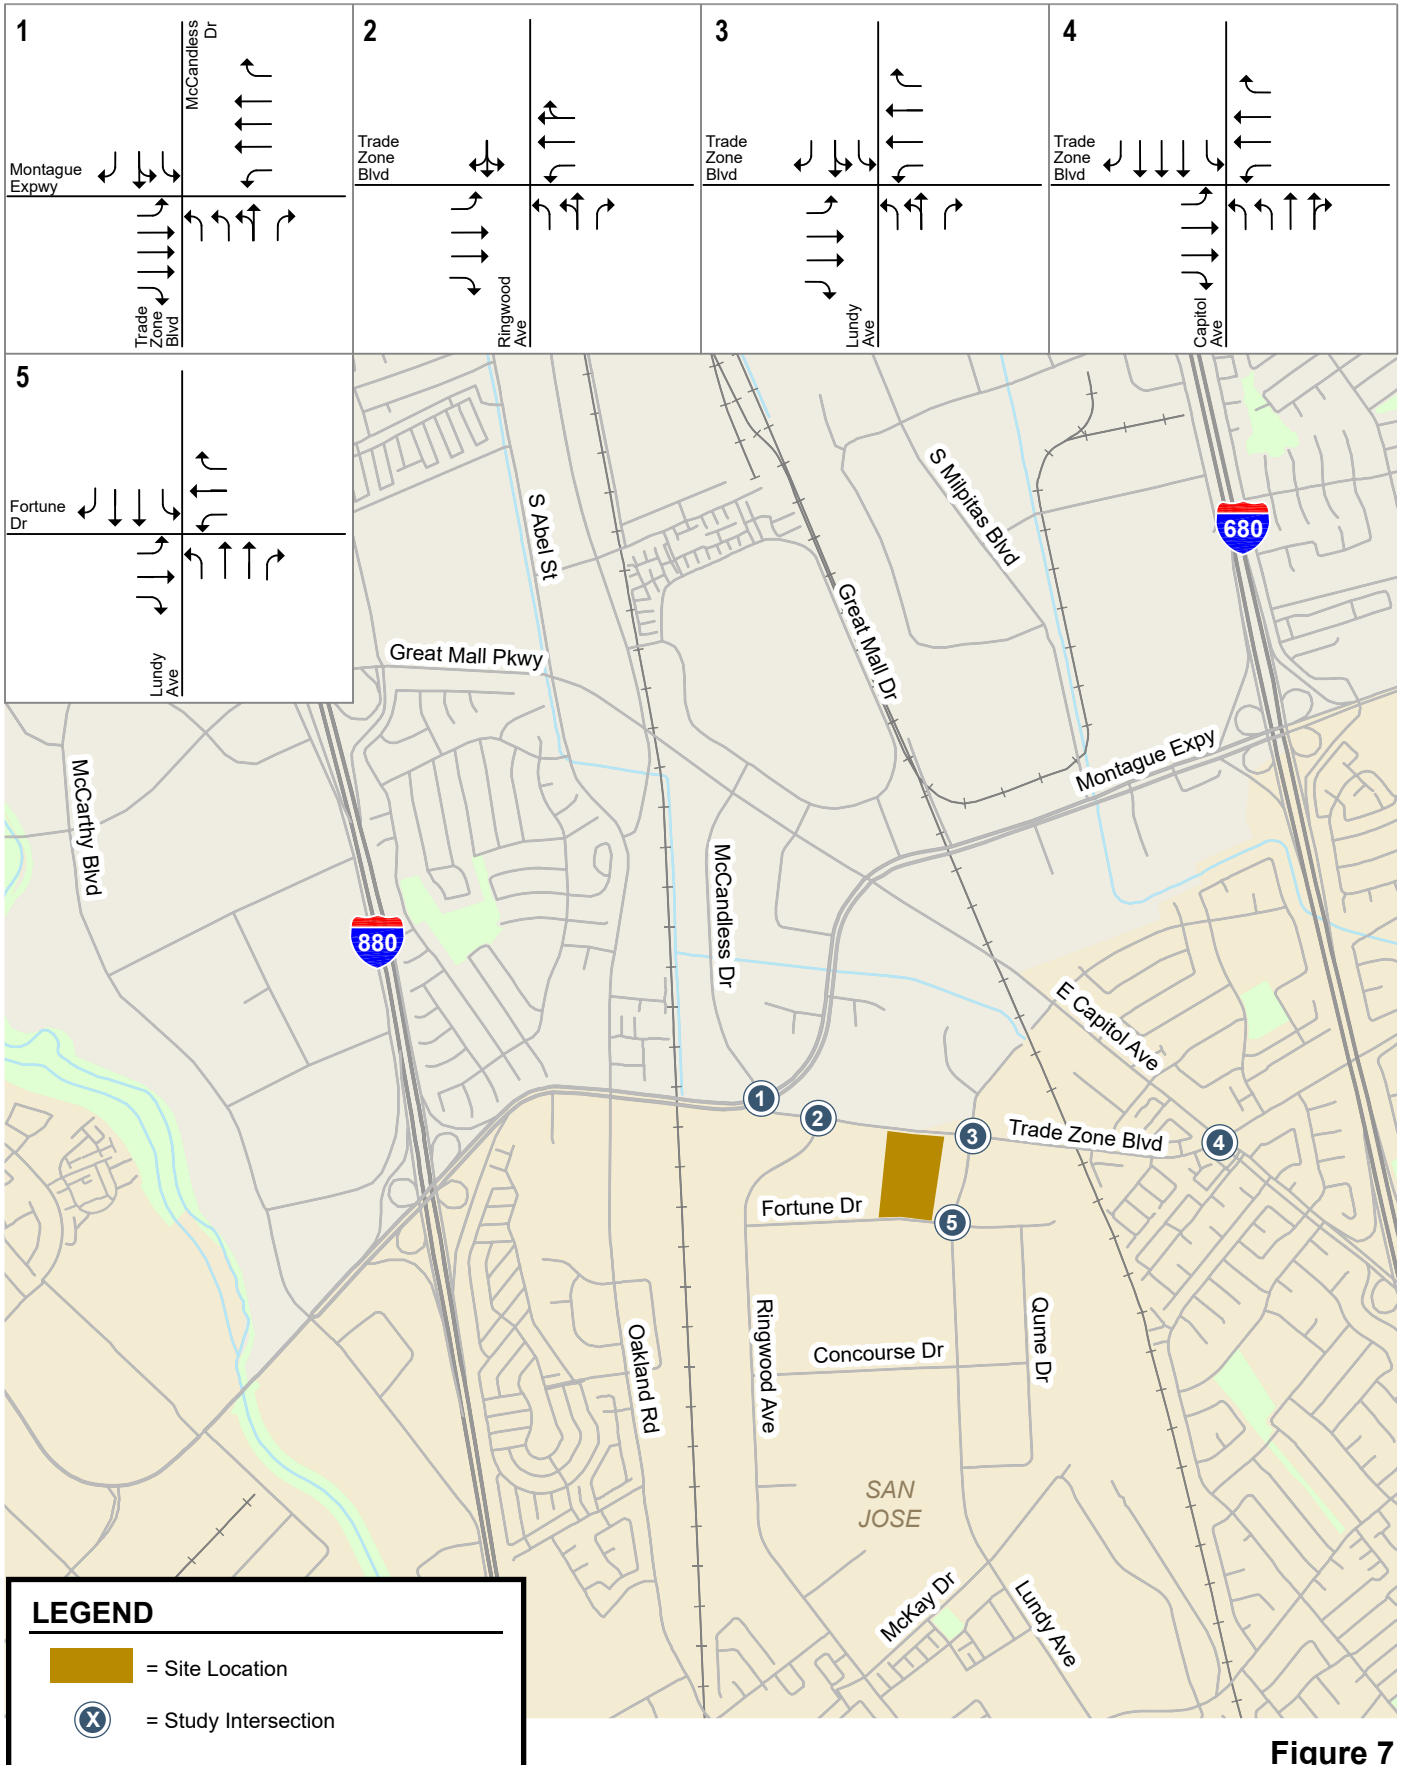 1
McCandless
Dr
Montague
Expwy
Trade
Zone
Blvd
2
Trade
Zone
Blvd
Ringwood
Ave
3
Trade
Zone
Blvd
Lundy
Ave
4
Trade
Zone
Blvd
Capitol
Ave
5
Fortune
Dr
Lundy
Ave
S Abel St
S Milpitas Blvd
680
Great Mall Dr
Great Mall Pkwy
Montague Expy
McCarthy Blvd
McCandless Dr
880
E Capitol Ave
1
2
3
Trade Zone Blvd
4
Fortune Dr
5
Ringwood Ave
Qume Dr
Oakland Rd
Concourse Dr
SAN
JOSE
McKay Dr
Lundy Ave
LEGEND
= Site Location
X
= Study Intersection
Figure 7